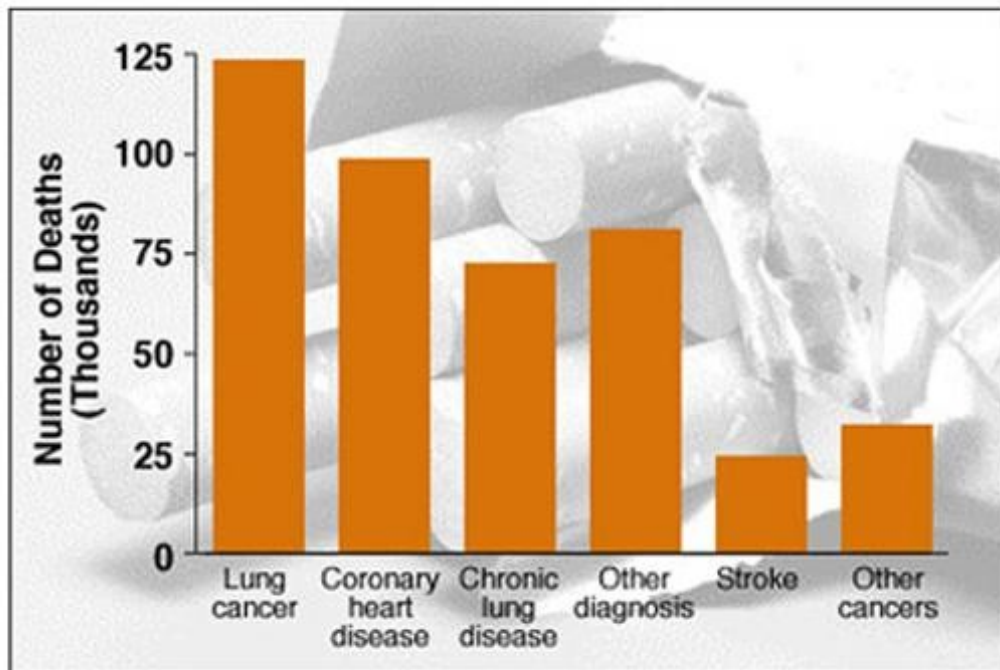 Number of Deaths
(Thousands)
125
100
75
50
25
0
Lung
cancer
Coronary
heart
disease
Chronic
lung
disease
Other
diagnosis
Stroke
Other
cancers